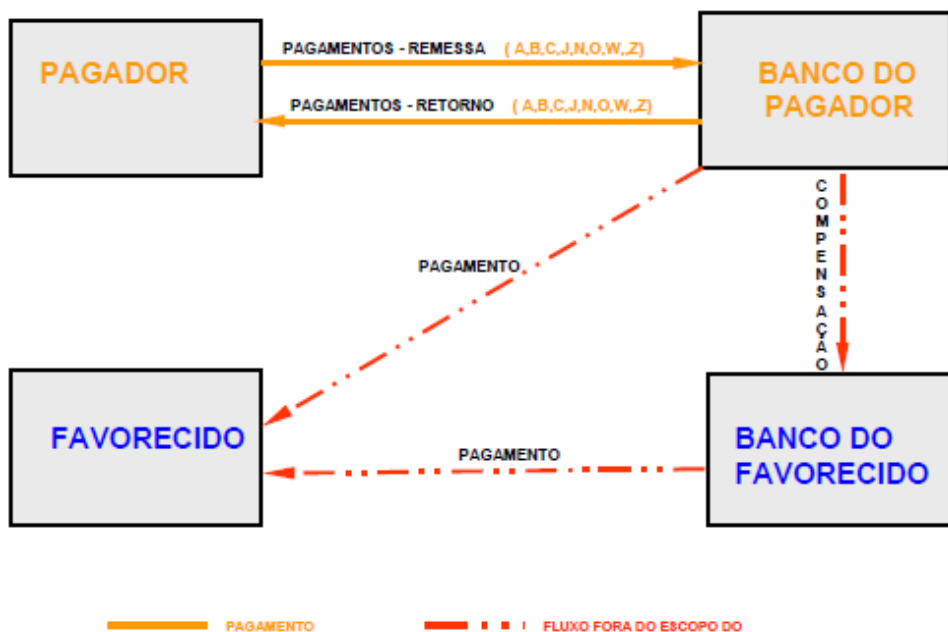 PAGAMENTOS - REMESSA ( A,B,C,J,N,O,W,,Z)
PAGADOR
BANCO DO
PAGADOR
PAGAMENTOS - RETORNO ( A,B,C,J,N,O,W,,Z)
COMPENSAÇÃO
PAGAMENTO
FAVORECIDO
PAGAMENTO
BANCO DO
FAVORECIDO
PAGAMENTO
FLUXO FORA DO ESCOPO DO